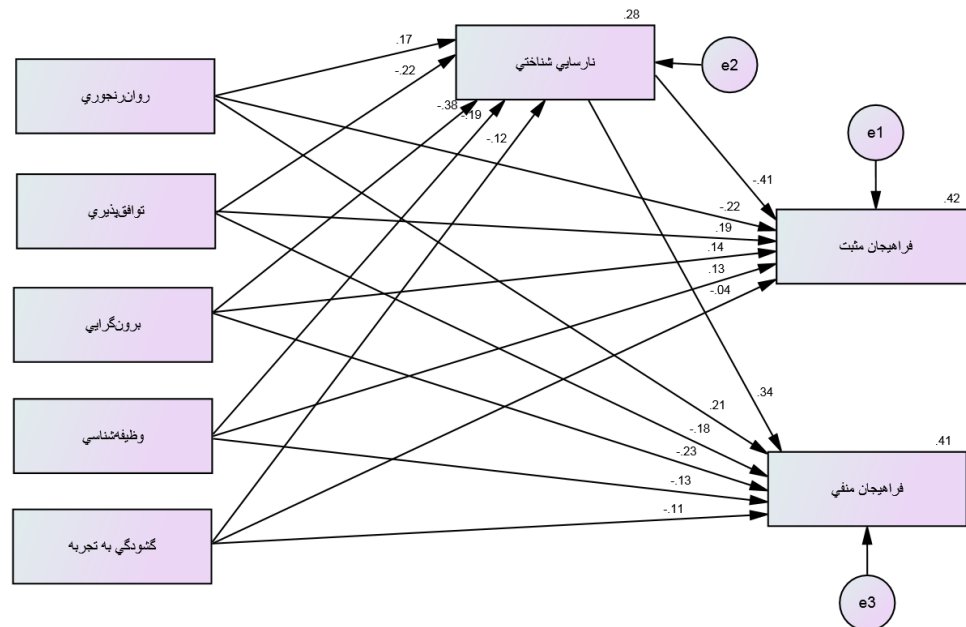 .28
نارسايي شناختي
e2
.17
-.22
-.38
-.19
-.12
روان‌رنجوري
توافق‌پذيري
برون‌گرايي
وظيفه‌شناسي
گشودگي به تجربه
e1
-.41
.42
فراهيجان مثبت
-.22
.19
.14
.13
-.04
.34
.21
-.18
-.23
-.13
-.11
.41
فراهيجان منفي
e3